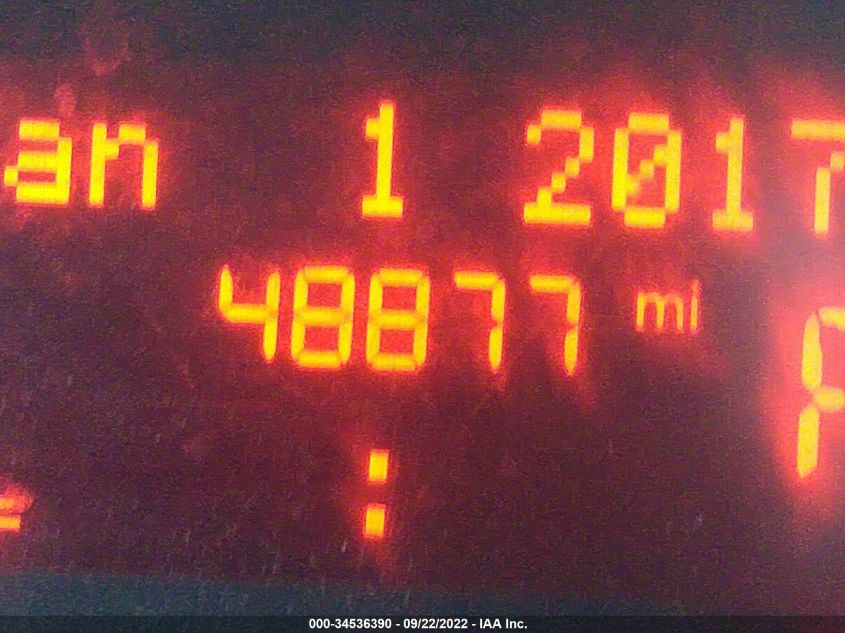 an 1 2017
48877 mi
000-34536390 - 09/22/2022 - IAA Inc.